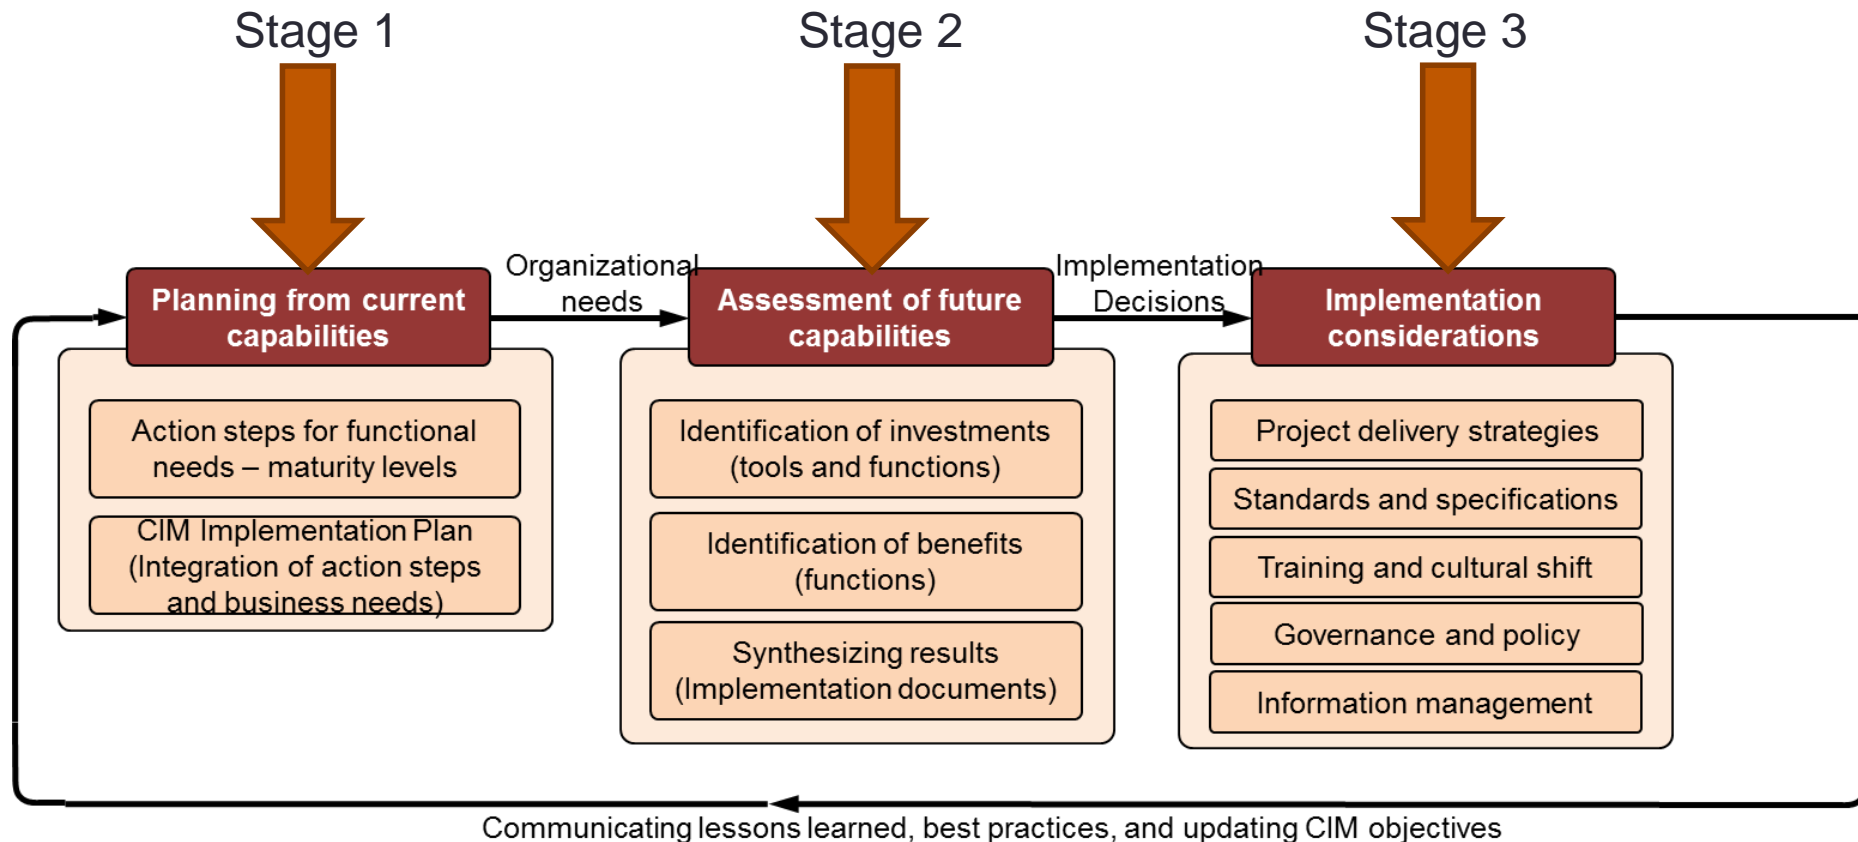 Stage 1
Stage 2
Stage 3
Planning from current
capabilities
Organizational
needs
Assessment of future
capabilities
Implementation
Decisions
Implementation
considerations
Action steps for functional
needs – maturity levels
CIM Implementation Plan
(Integration of action steps
and business needs)
Identification of investments
(tools and functions)
Identification of benefits
(functions)
Synthesizing results
(Implementation documents)
Project delivery strategies
Standards and specifications
Training and cultural shift
Governance and policy
Information management
Communicating lessons learned, best practices, and updating CIM objectives